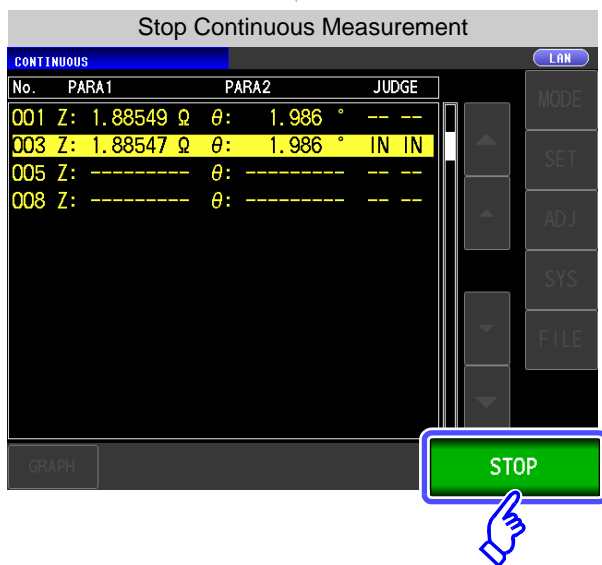 Stop Continuous Measurement
CONTINUOUS LAN
No. PARA1 PARA2 JUDGE
001 Z: 1.88549 Ω θ: 1.986 ° -- --
003 Z: 1.88547 Ω θ: 1.986 ° IN IN
005 Z: --------- θ: --------- -- --
008 Z: --------- θ: --------- -- --
MODE
SET
ADJ
SYS
FILE
GRAPH
STOP